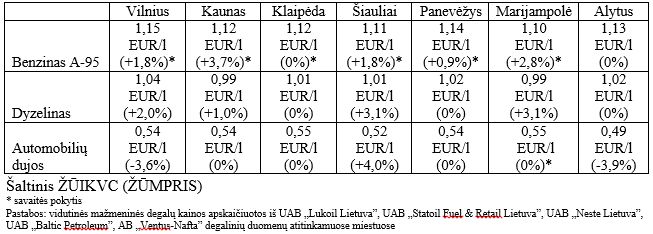 Vilnius Kaunas Klaipėda Šiauliai Panevėžys Marijampolė Alytus
1,15 1,12 1,12 1,11 1,14 1,10 1,13
EUR/l EUR/l EUR/l EUR/l EUR/l EUR/l EUR/l
Benzinas A-95 (+1,8%)* (+3,7%)* (0%)* (+1,8%)* (+0,9%)* (+2,8%)* (0%)
1,04 0,99 1,01 1,01 1,02 0,99 1,02
EUR/l EUR/l EUR/l EUR/l EUR/l EUR/l EUR/l
Dyzelinas (+2,0%) (+1,0%) (0%) (+3,1%) (0%) (+3,1%) (0%)
0,54 0,54 0,55 0,52 0,54 0,55 0,49
Automobilių EUR/l EUR/l EUR/l EUR/l EUR/l EUR/l EUR/l
dujos (-3,6%) (0%) (0%) (+4,0%) (0%) (0%)* (-3,9%)
Šaltinis ŽŪIKVC (ŽŪMPRIS)
* savaitės pokytis
Pastabos: vidutinės mažmeninės degalų kainos apskaičiuotos iš UAB „Lukoil Lietuva”, UAB „Statoil Fuel & Retail Lietuva”, UAB „Neste Lietuva”,
UAB „Baltic Petroleum”, AB „Ventus-Nafta” degalinių duomenų atitinkamuose miestuose